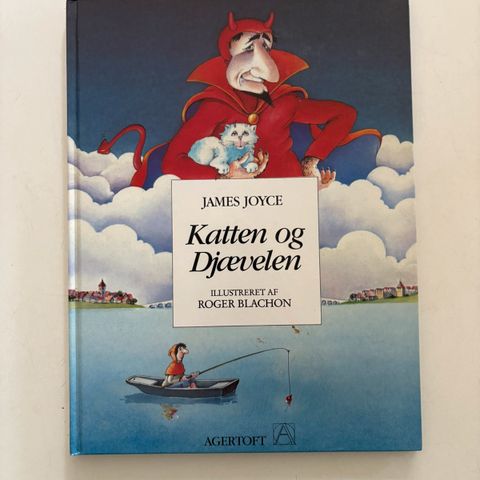 JAMES JOYCE
Katten og
Djævelen
ILLUSTRERET AF
ROGER BLACHON
AGERTOFT